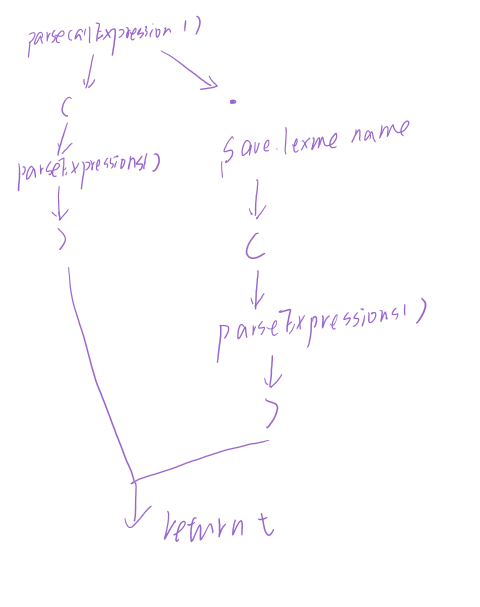 parsecallExpression()
(
.
save.lexme name
parseExpressions()
(
)
parseExpressions()
)
return t